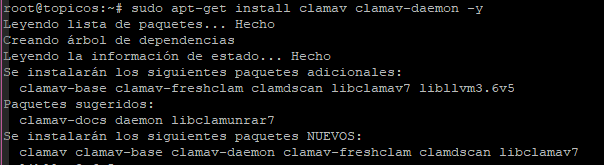 root@topicos:~# sudo apt-get install clamav clamav-daemon -y
Leyendo lista de paquetes... Hecho
Creando árbol de dependencias
Leyendo la información de estado... Hecho
Se instalarán los siguientes paquetes adicionales:
  clamav-base clamav-freshclam clamdscan libclamav7 libllvm3.6v5
Paquetes sugeridos:
  clamav-docs daemon libclamunrar7
Se instalarán los siguientes paquetes NUEVOS:
  clamav clamav-base clamav-daemon clamav-freshclam clamdscan libclamav7